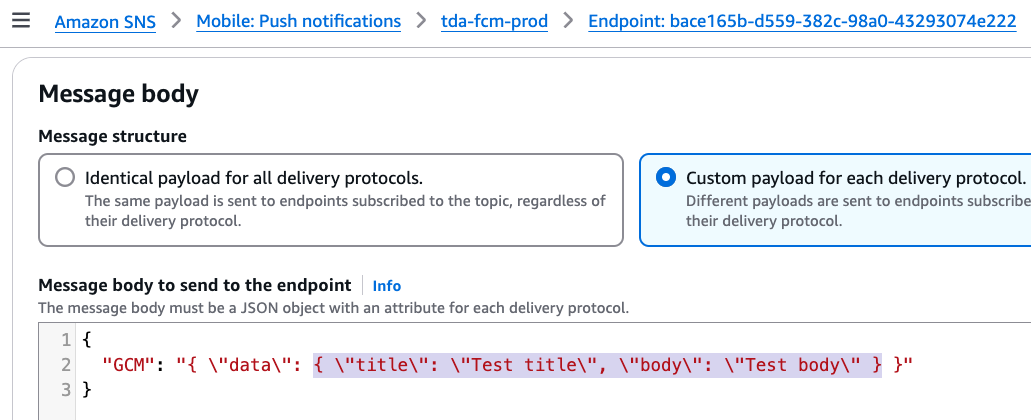 Amazon SNS > Mobile: Push notifications > tda-fcm-prod > Endpoint: bace165b-d559-382c-98a0-43293074e222
Message body
Message structure
Identical payload for all delivery protocols.
The same payload is sent to endpoints subscribed to the topic, regardless of
their delivery protocol.
Custom payload for each delivery protocol.
Different payloads are sent to endpoints subscribe
their delivery protocol.
Message body to send to the endpoint | Info
The message body must be a JSON object with an attribute for each delivery protocol.
1 {
2 "GCM": "{ \"data\": { \"title\": \"Test title\", \"body\": \"Test body\" } }"
3 }